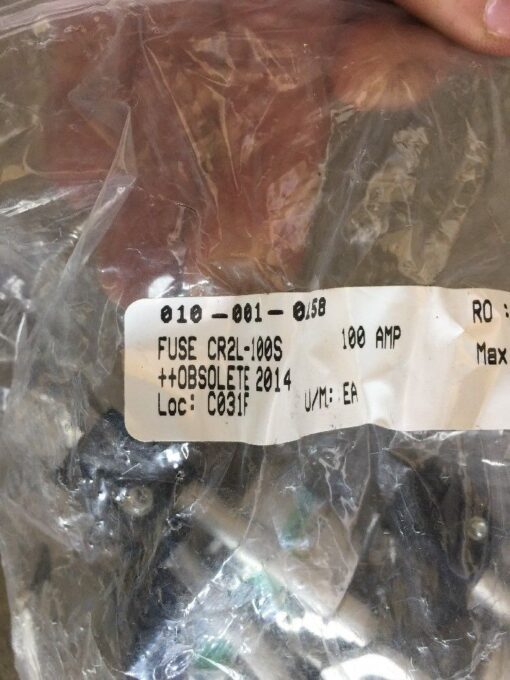 010-001-0158 RO :
FUSE CR2L-100S 100 AMP Max
++OBSOLETE 2014
Loc: C031F U/M: EA